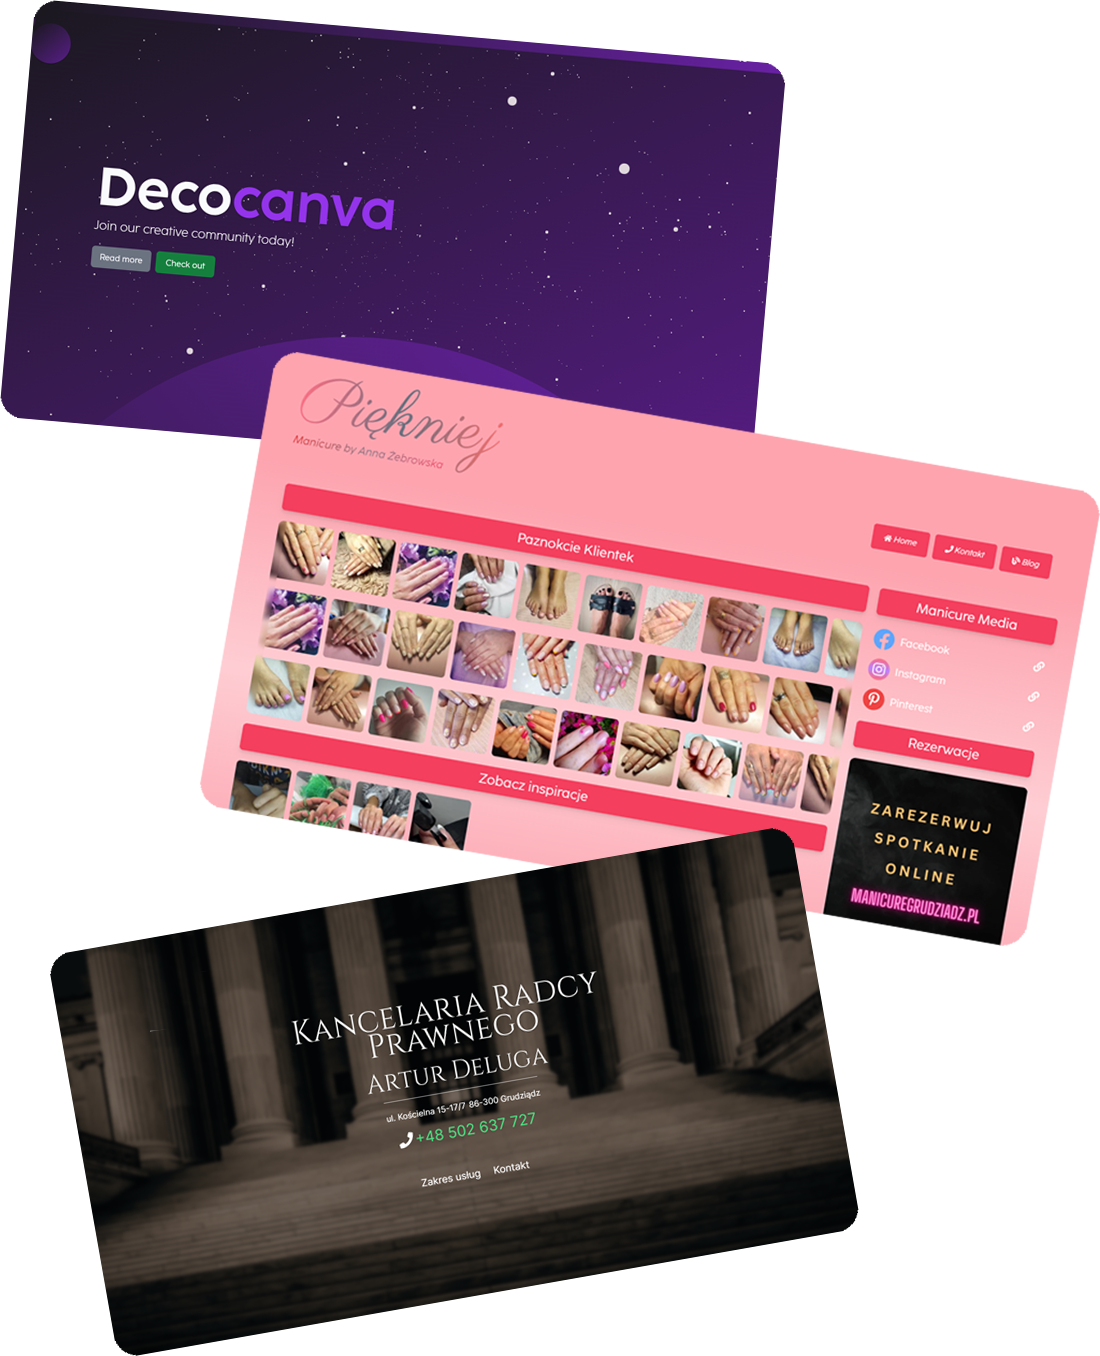 Decocanva
Join our creative community today!
Read more
Check out
Piękniej
Manicure by Anna Żebrowska
Home
Kontakt
Blog
Paznokcie Klientek
Manicure Media
Facebook
Instagram
Pinterest
Rezerwacje
Zobacz inspiracje
ZAREZERWUJ
SPOTKANIE
ONLINE
MANICUREGRUDZIADZ.PL
Kancelaria Radcy
Prawnego
Artur Deluga
ul. Kościelna 15-17/7 86-300 Grudziądz
+48 502 637 727
Zakres usług
Kontakt